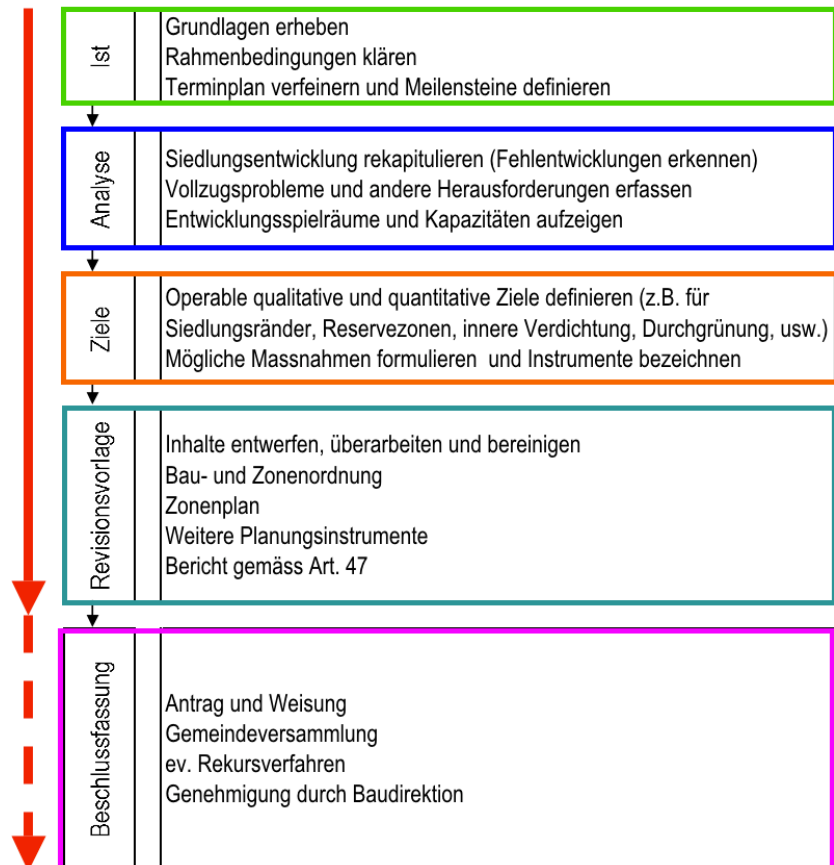 Ist
Grundlagen erheben
Rahmenbedingungen klären
Terminplan verfeinern und Meilensteine definieren
Analyse
Siedlungsentwicklung rekapitulieren (Fehlentwicklungen erkennen)
Vollzugsprobleme und andere Herausforderungen erfassen
Entwicklungsspielräume und Kapazitäten aufzeigen
Ziele
Operable qualitative und quantitative Ziele definieren (z.B. für
Siedlungsränder, Reservezonen, innere Verdichtung, Durchgrünung, usw.)
Mögliche Massnahmen formulieren  und Instrumente bezeichnen
Revisionsvorlage
Inhalte entwerfen, überarbeiten und bereinigen
Bau- und Zonenordnung
Zonenplan
Weitere Planungsinstrumente
Bericht gemäss Art. 47
Beschlussfassung
Antrag und Weisung
Gemeindeversammlung
ev. Rekursverfahren
Genehmigung durch Baudirektion